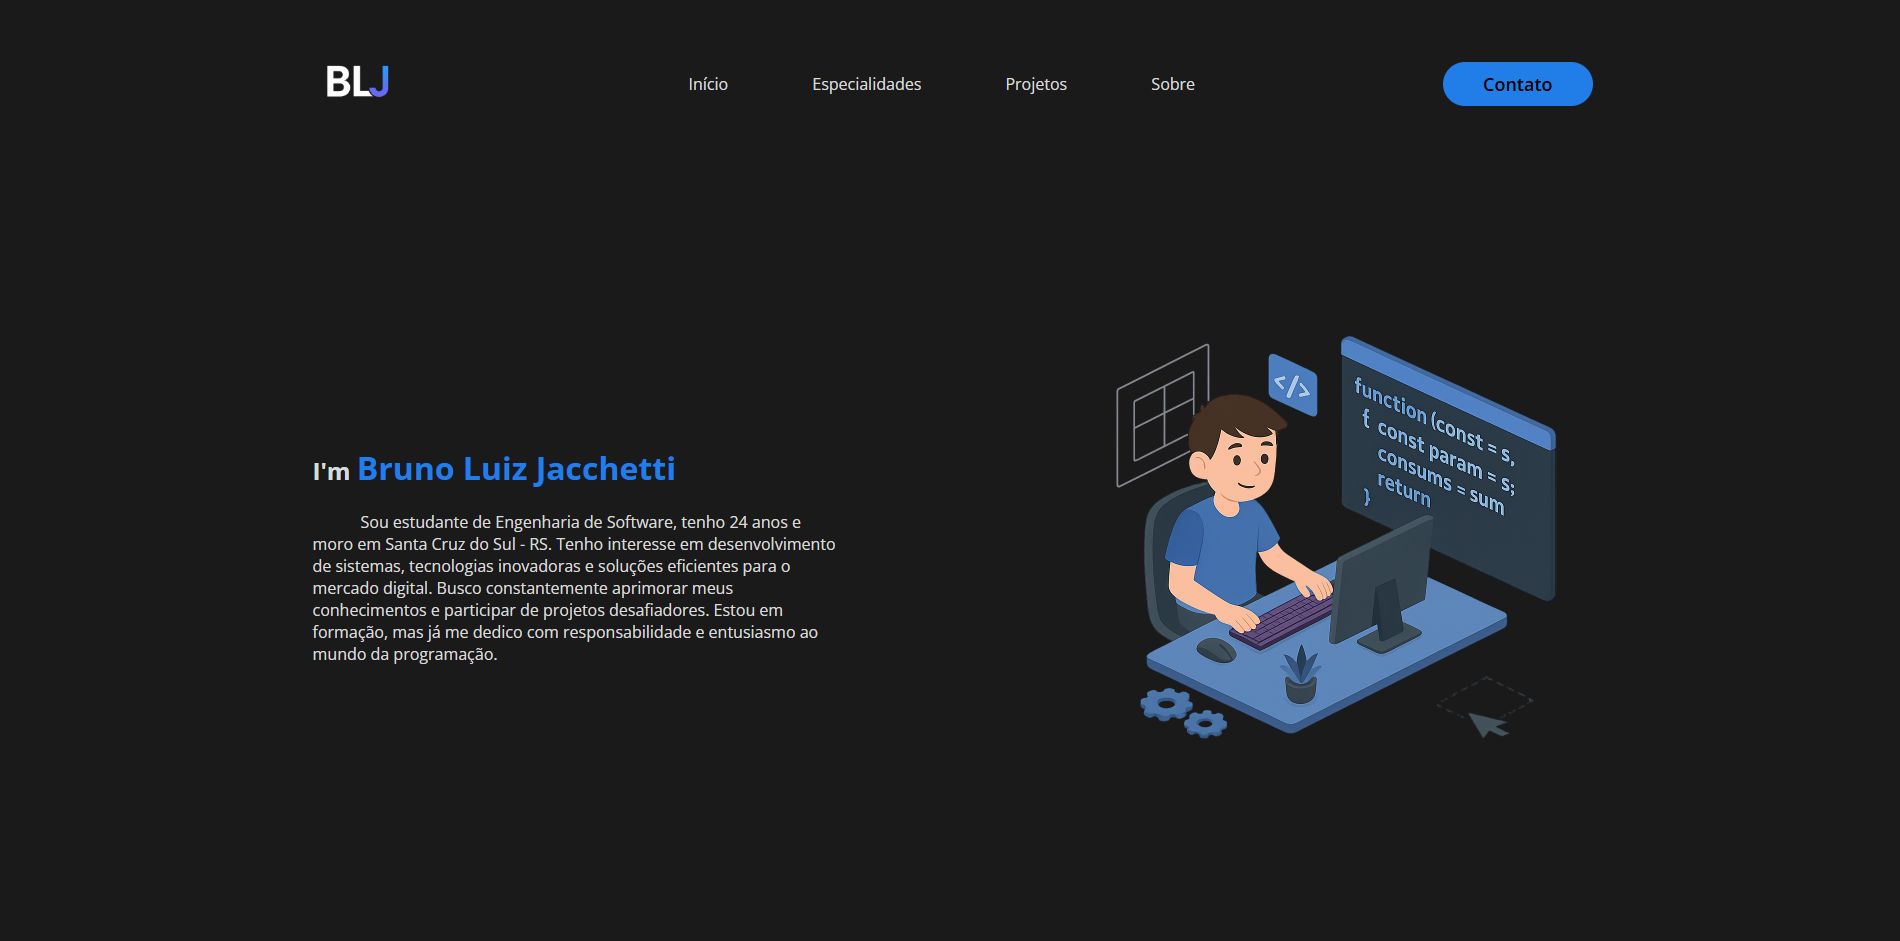 BLJ
Início
Especialidades
Projetos
Sobre
Contato
I'm Bruno Luiz Jacchetti
Sou estudante de Engenharia de Software, tenho 24 anos e
moro em Santa Cruz do Sul - RS. Tenho interesse em desenvolvimento
de sistemas, tecnologias inovadoras e soluções eficientes para o
mercado digital. Busco constantemente aprimorar meus
conhecimentos e participar de projetos desafiadores. Estou em
formação, mas já me dedico com responsabilidade e entusiasmo ao
mundo da programação.
</>
function (const = s,
{ const param = s;
consums = sum
return
}